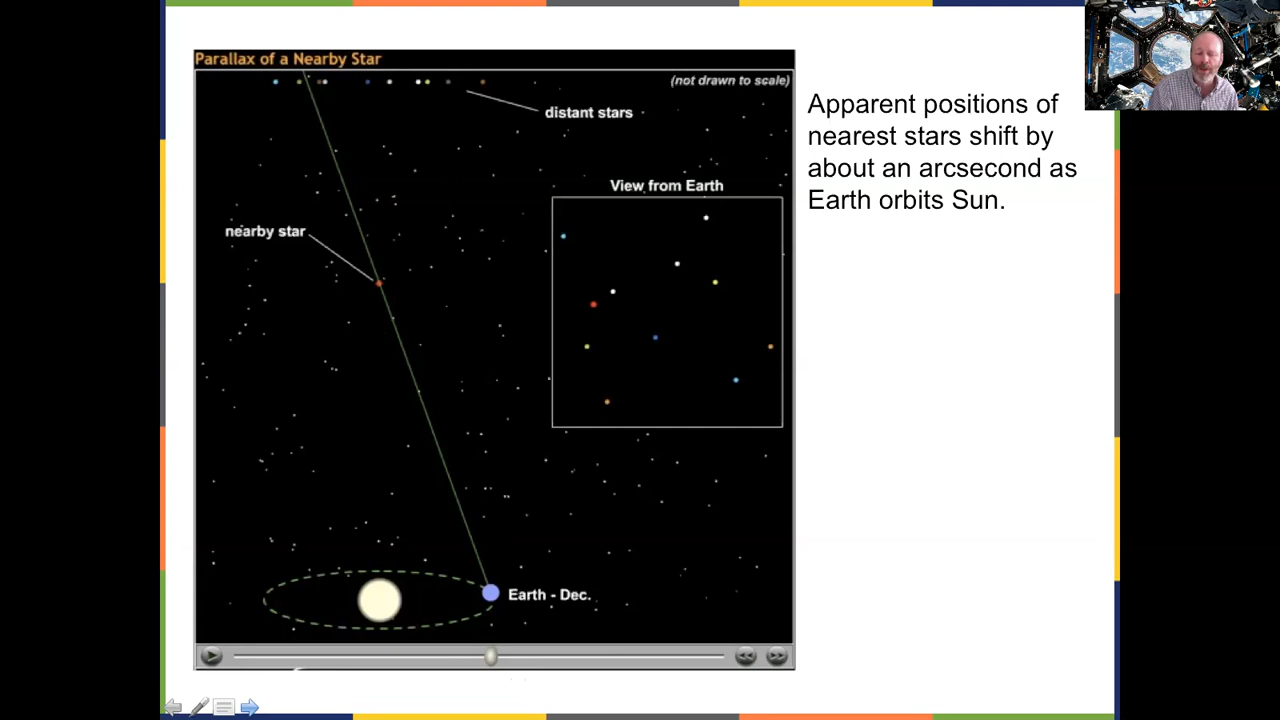 Parallax of a Nearby Star
(not drawn to scale)
distant stars
View from Earth
nearby star
Earth - Dec.
Apparent positions of
nearest stars shift by
about an arcsecond as
Earth orbits Sun.